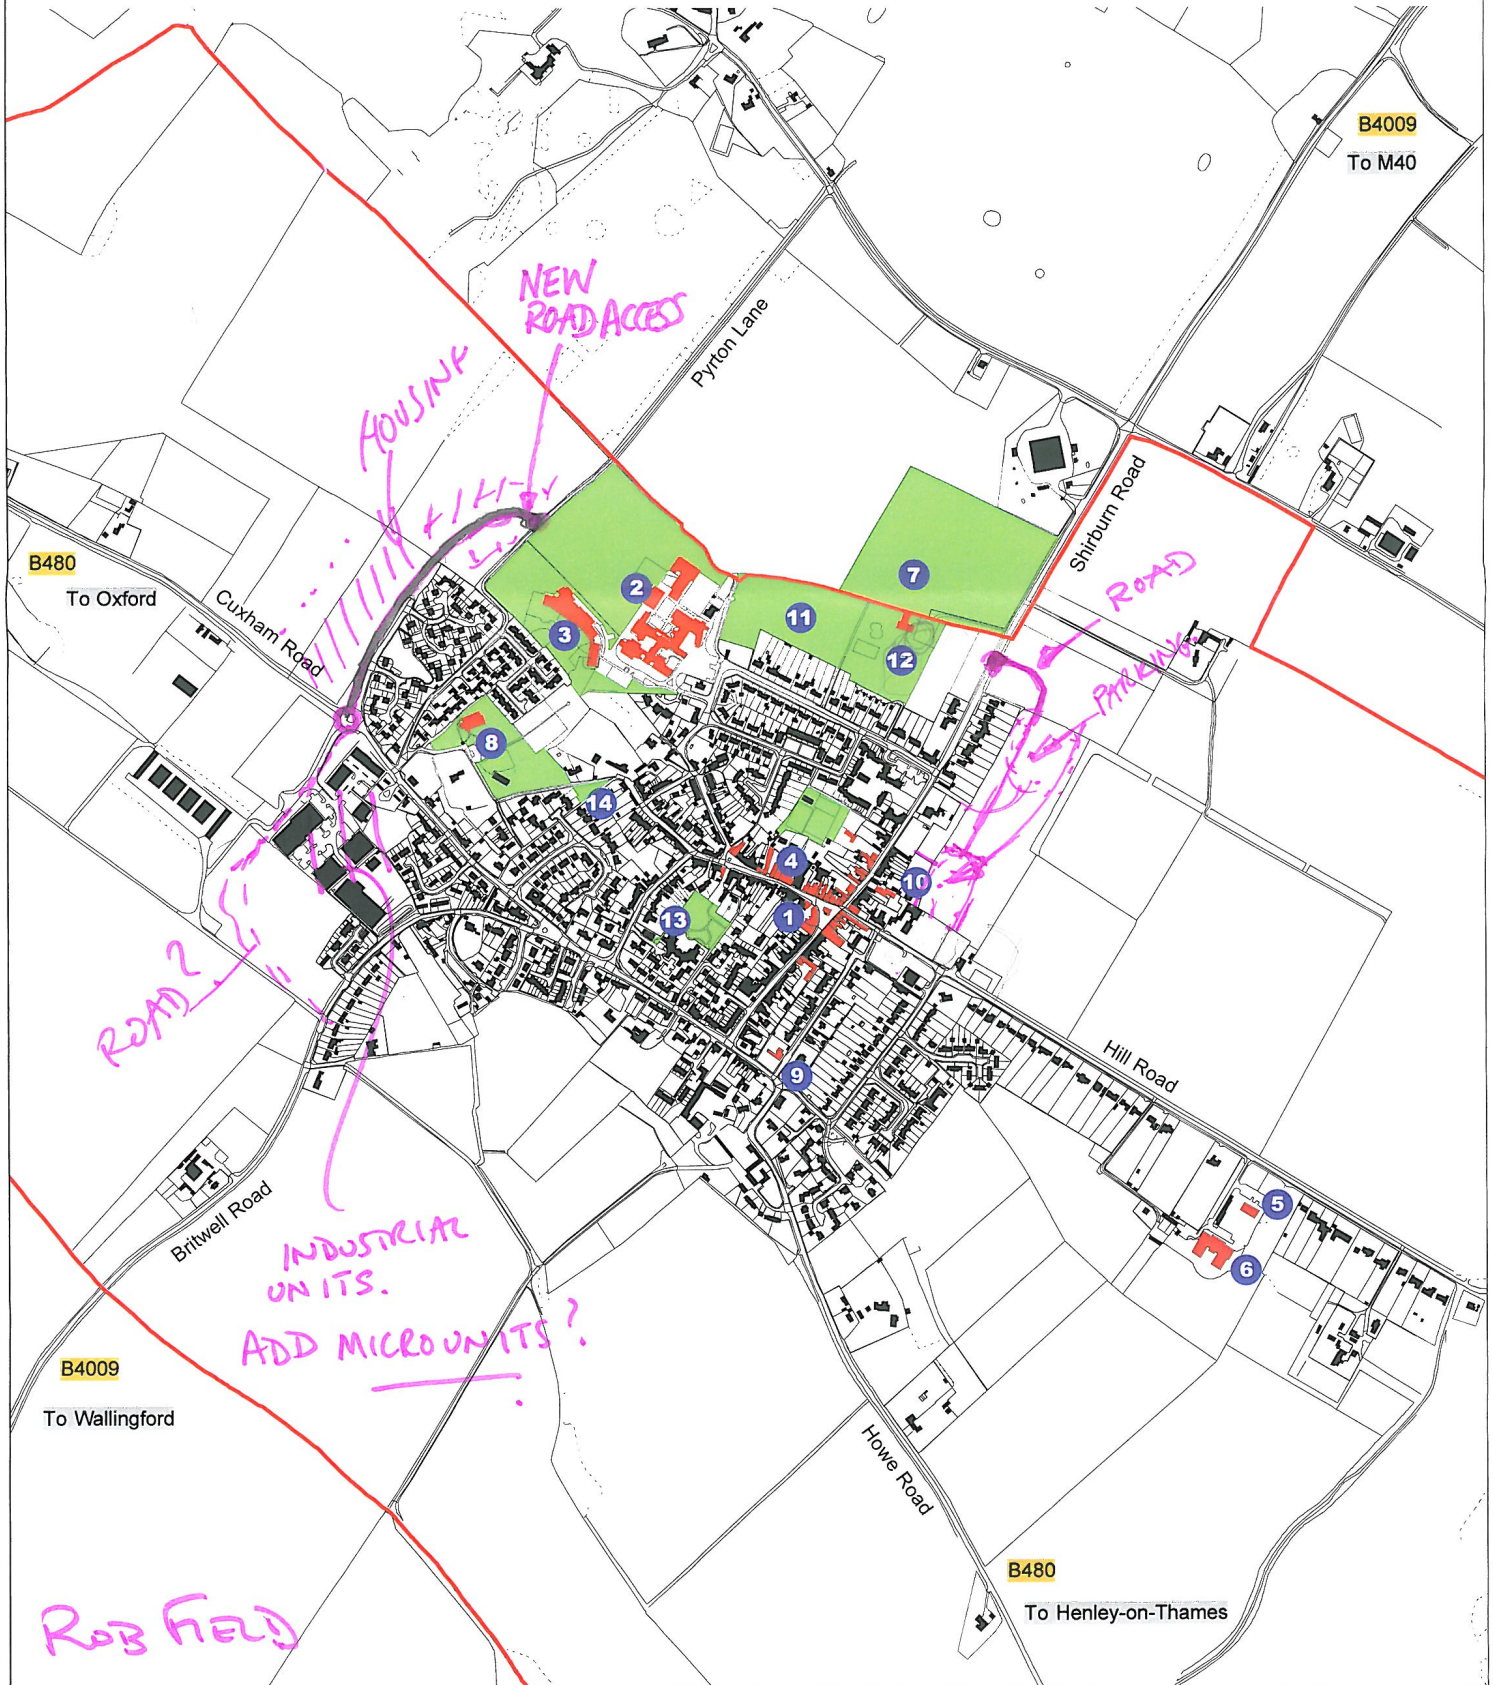 B4009
To M40
NEW
ROAD ACCESS
Pyrton Lane
HOUSING
Shirburn Road
B480
To Oxford
Cuxham Road
ROAD
PARKING.
2
7
3
11
12
8
14
4
10
13
1
ROAD?
9
Hill Road
5
6
Britwell Road
INDUSTRIAL
UNITS.
ADD MICRO UNITS?
B4009
To Wallingford
Howe Road
B480
To Henley-on-Thames
ROB FIELD